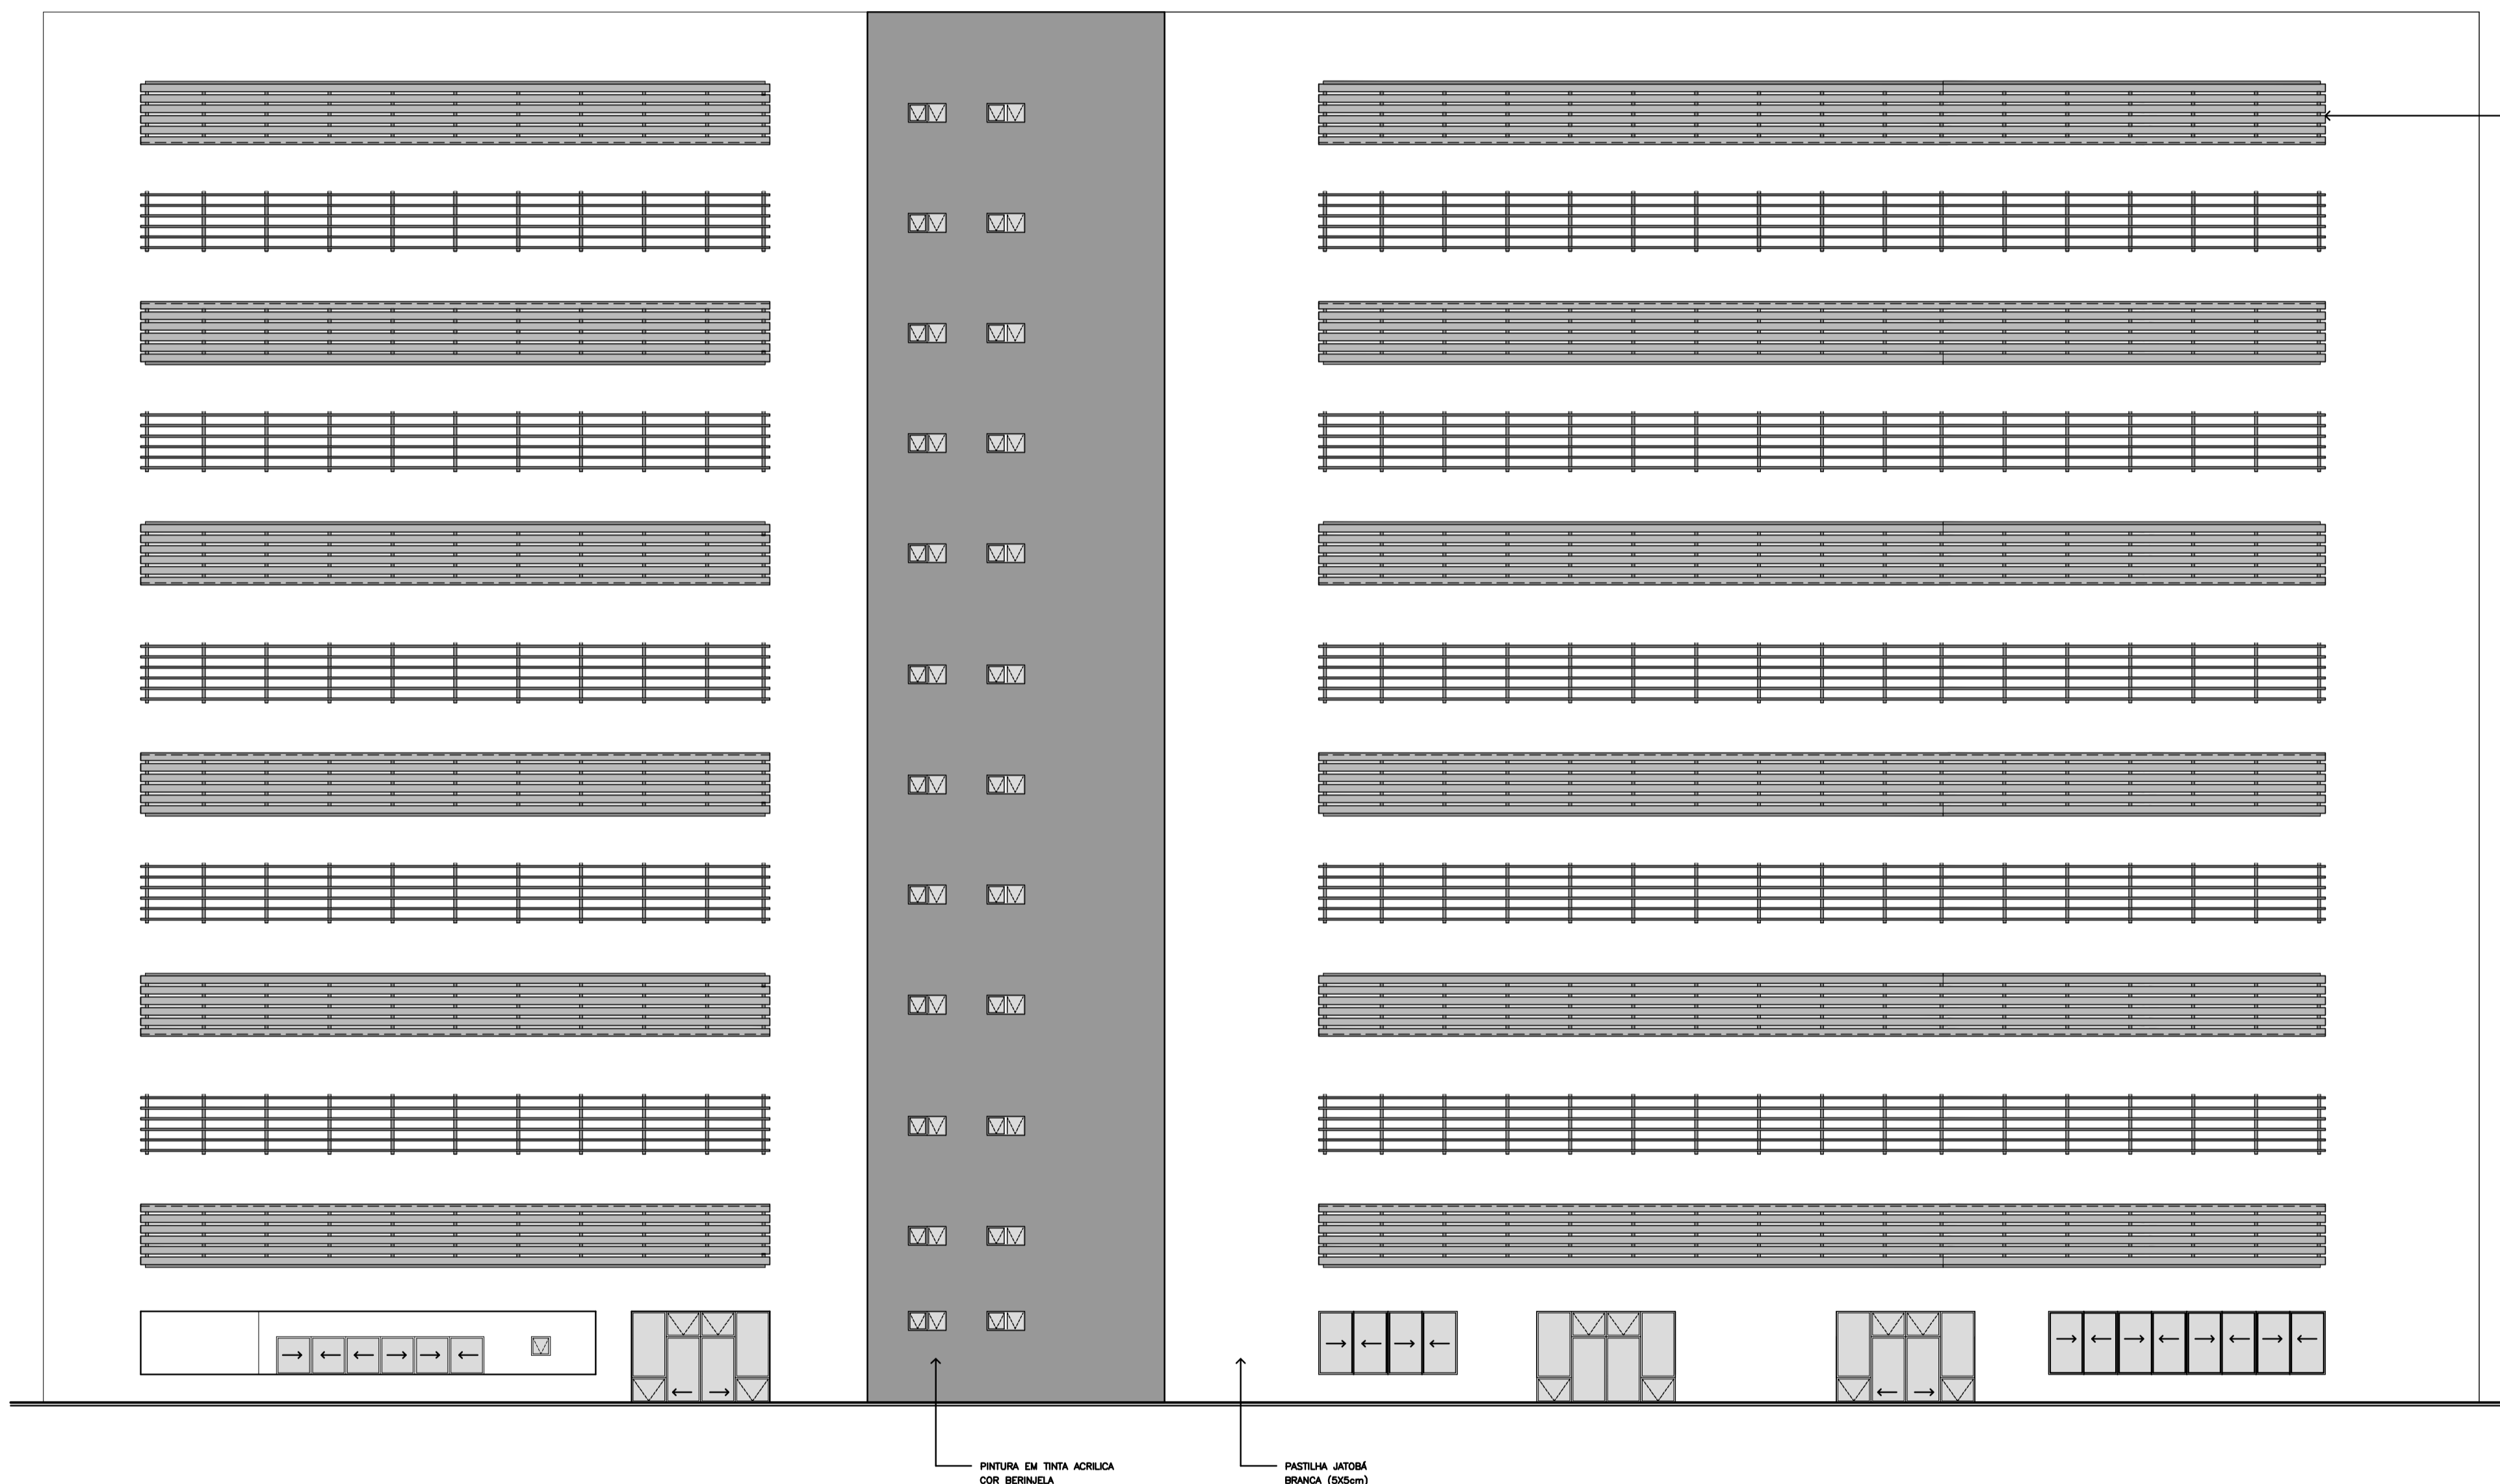 PINTURA EM TINTA ACRILICA
COR BERINJELA
PASTILHA JATOBÁ
BRANCA (5X5cm)